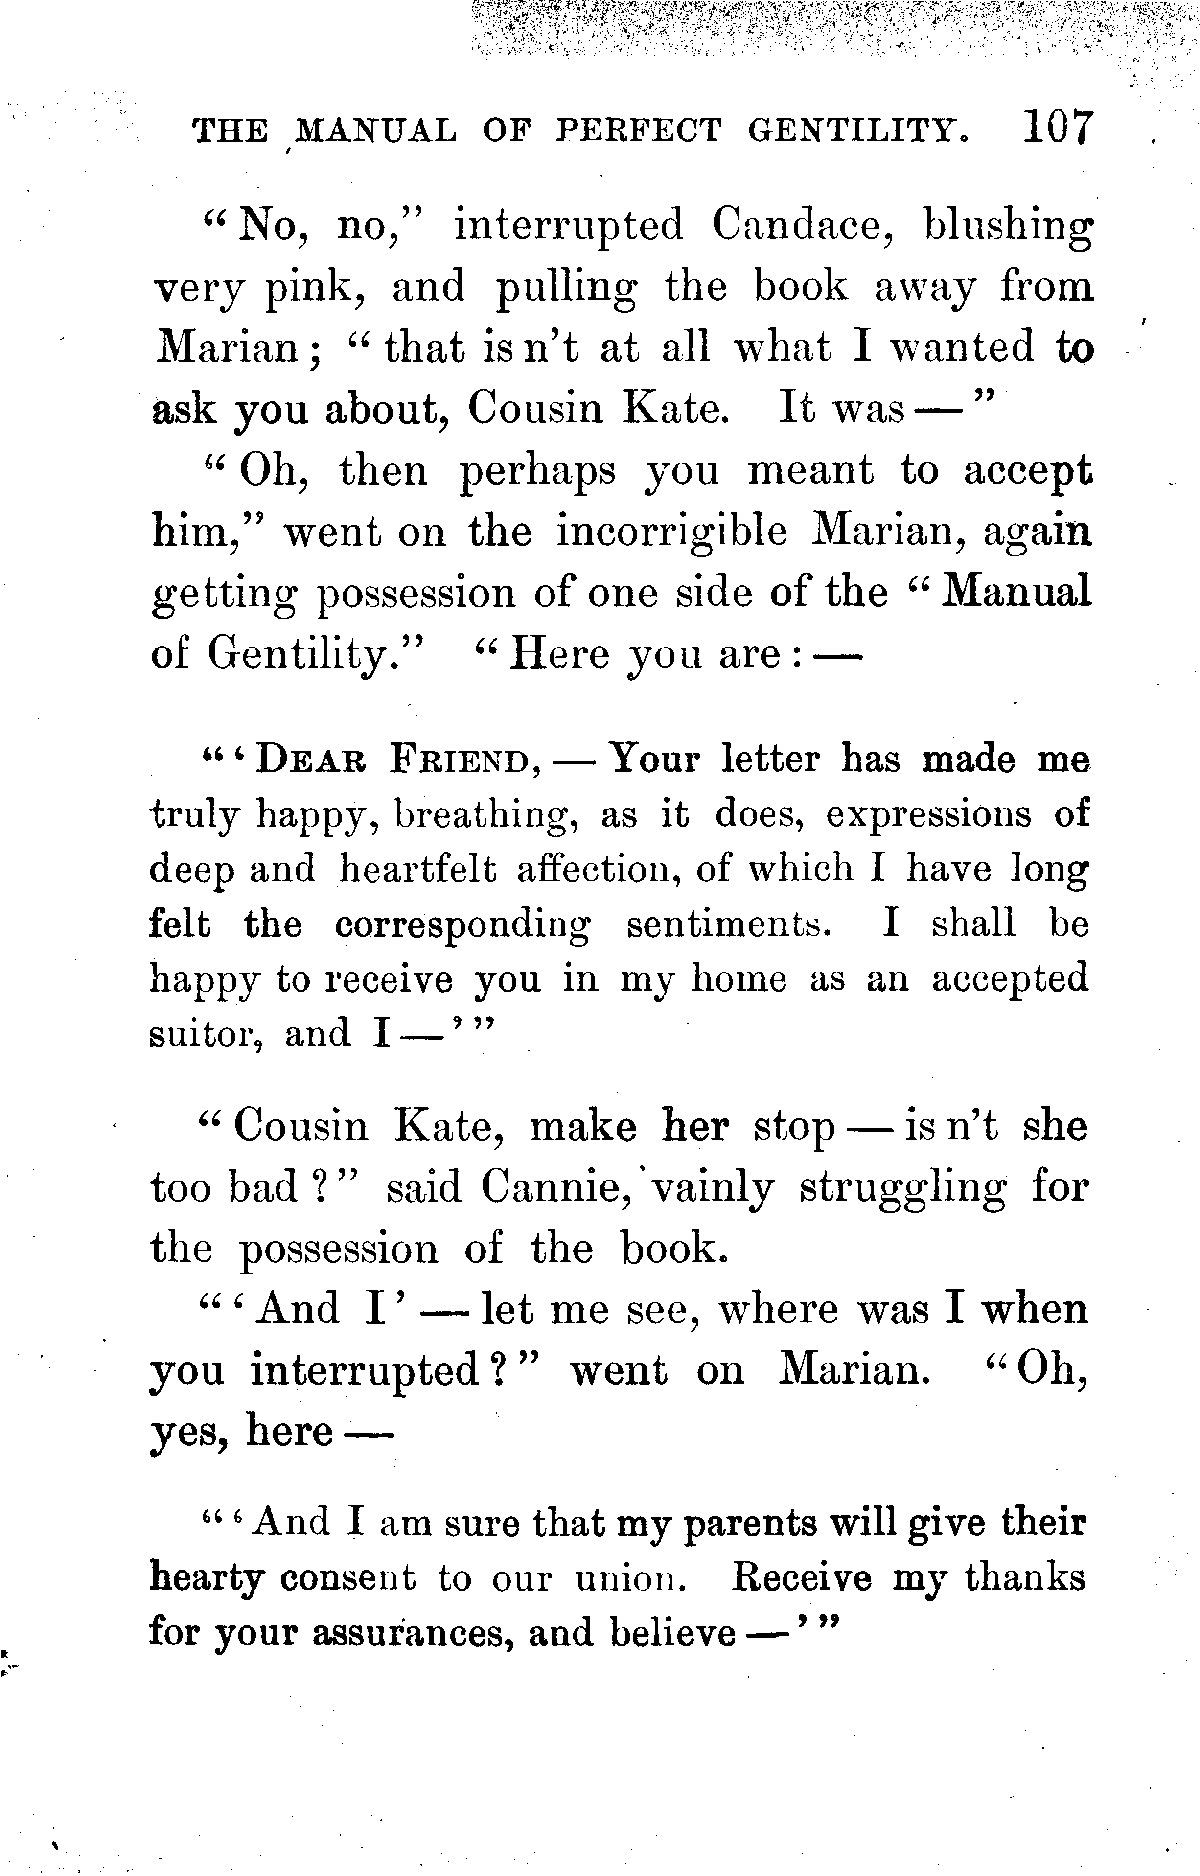 THE MANUAL OF PERFECT GENTILITY. 107
“ No, no,” interrupted Candace, blushing
very pink, and pulling the book away from
Marian ; “ that is n’t at all what I wanted to
ask you about, Cousin Kate. It was — ”
“ Oh, then perhaps you meant to accept
him,” went on the incorrigible Marian, again
getting possession of one side of the “ Manual
of Gentility.” “ Here you are : —
“ ‘ DEAR FRIEND, — Your letter has made me
truly happy, breathing, as it does, expressions of
deep and heartfelt affection, of which I have long
felt the corresponding sentiments. I shall be
happy to receive you in my home as an accepted
suitor, and I — ’ ”
“ Cousin Kate, make her stop — is n’t she
too bad ? ” said Cannie, vainly struggling for
the possession of the book.
“ ‘ And I ’ — let me see, where was I when
you interrupted ? ” went on Marian. “ Oh,
yes, here —
“ ‘ And I am sure that my parents will give their
hearty consent to our union. Receive my thanks
for your assurances, and believe — ’ ”